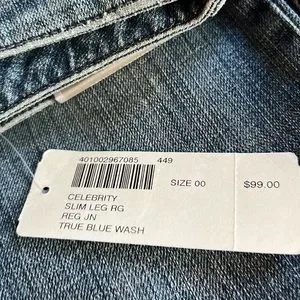 401002967085 449
SIZE 00 $99.00
CELEBRITY
SLIM LEG RG
REG JN
TRUE BLUE WASH